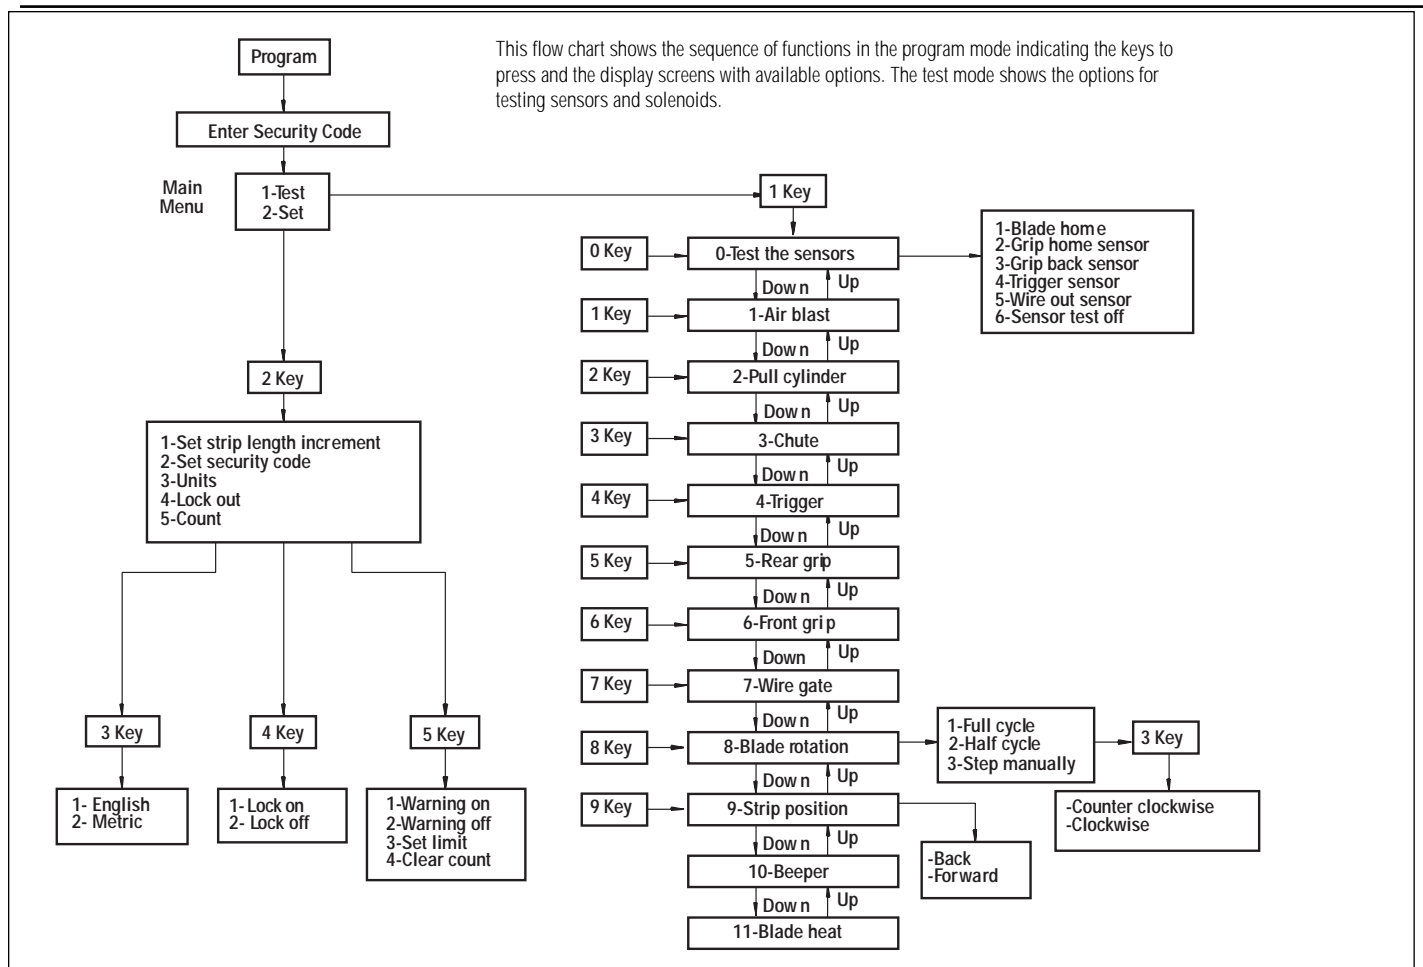 This flow chart shows the sequence of functions in the program mode indicating the keys to
press and the display screens with available options. The test mode shows the options for
testing sensors and solenoids.
Program
Enter Security Code
Main
Menu
1-Test
2-Set
1 Key
0 Key
0-Test the sensors
1-Blade home
2-Grip home sensor
3-Grip back sensor
4-Trigger sensor
5-Wire out sensor
6-Sensor test off
Down
Up
1 Key
1-Air blast
Down
Up
2 Key
2-Pull cylinder
Down
Up
3 Key
3-Chute
Down
Up
4 Key
4-Trigger
Down
Up
5 Key
5-Rear grip
Down
Up
6 Key
6-Front grip
Down
Up
7 Key
7-Wire gate
Down
Up
8 Key
8-Blade rotation
1-Full cycle
2-Half cycle
3-Step manually
3 Key
-Counter clockwise
-Clockwise
Down
Up
9 Key
9-Strip position
-Back
-Forward
Down
Up
10-Beeper
Down
Up
11-Blade heat
2 Key
1-Set strip length increment
2-Set security code
3-Units
4-Lock out
5-Count
3 Key
1- English
2- Metric
4 Key
1- Lock on
2- Lock off
5 Key
1-Warning on
2-Warning off
3-Set limit
4-Clear count